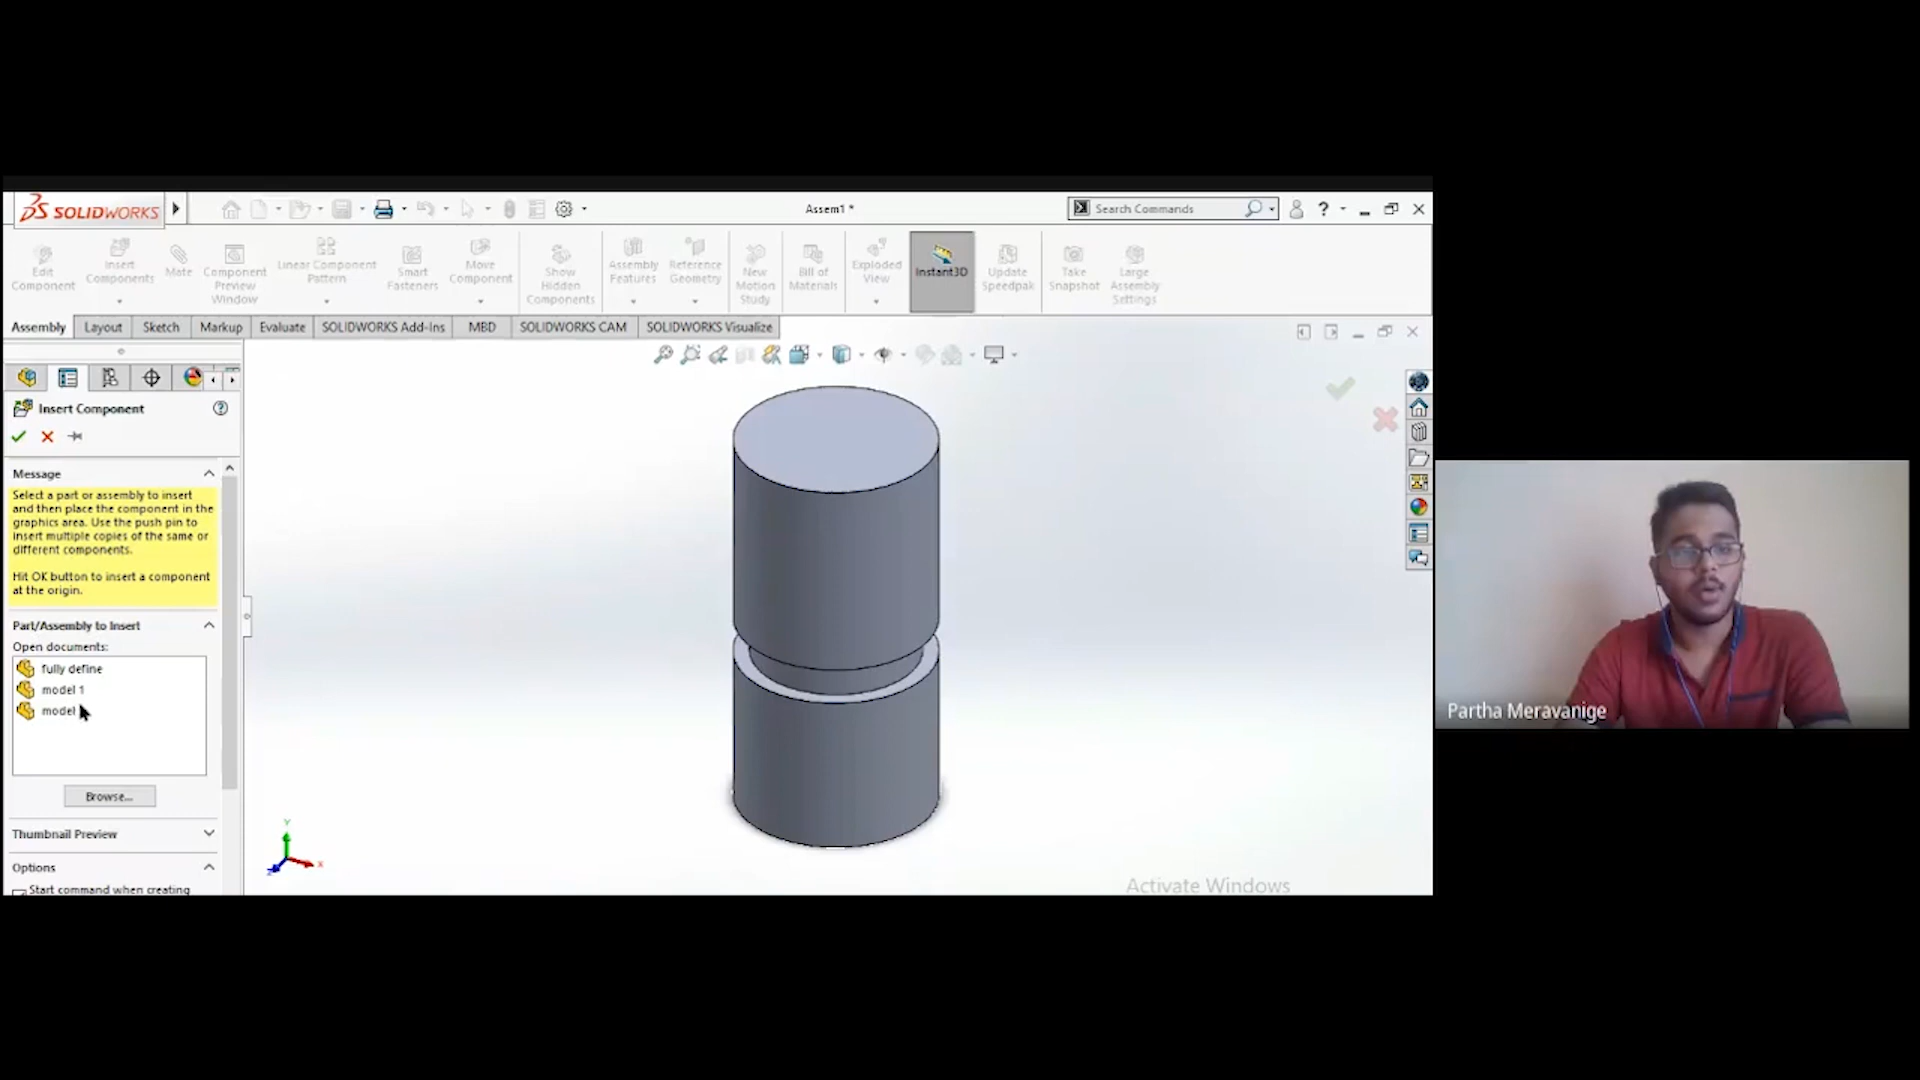 SOLIDWORKS
Assem1 *
Search Commands
?
Edit
Component
Insert
Components
Mate
Component
Preview
Window
Linear Component
Pattern
Smart
Fasteners
Move
Component
Show
Hidden
Components
Assembly
Features
Reference
Geometry
New
Motion
Study
Bill of
Materials
Exploded
View
Instant3D
Update
Speedpak
Take
Snapshot
Large
Assembly
Settings
Assembly
Layout
Sketch
Markup
Evaluate
SOLIDWORKS Add-Ins
MBD
SOLIDWORKS CAM
SOLIDWORKS Visualize
Insert Component
?
Message
Select a part or assembly to insert
and then place the component in the
graphics area. Use the push pin to
insert multiple copies of the same or
different components.
Hit OK button to insert a component
at the origin.
Part/Assembly to Insert
Open documents:
fully define
model 1
model
Browse...
Thumbnail Preview
Options
Start command when creating
Y
X
Activate Windows
Partha Meravanige